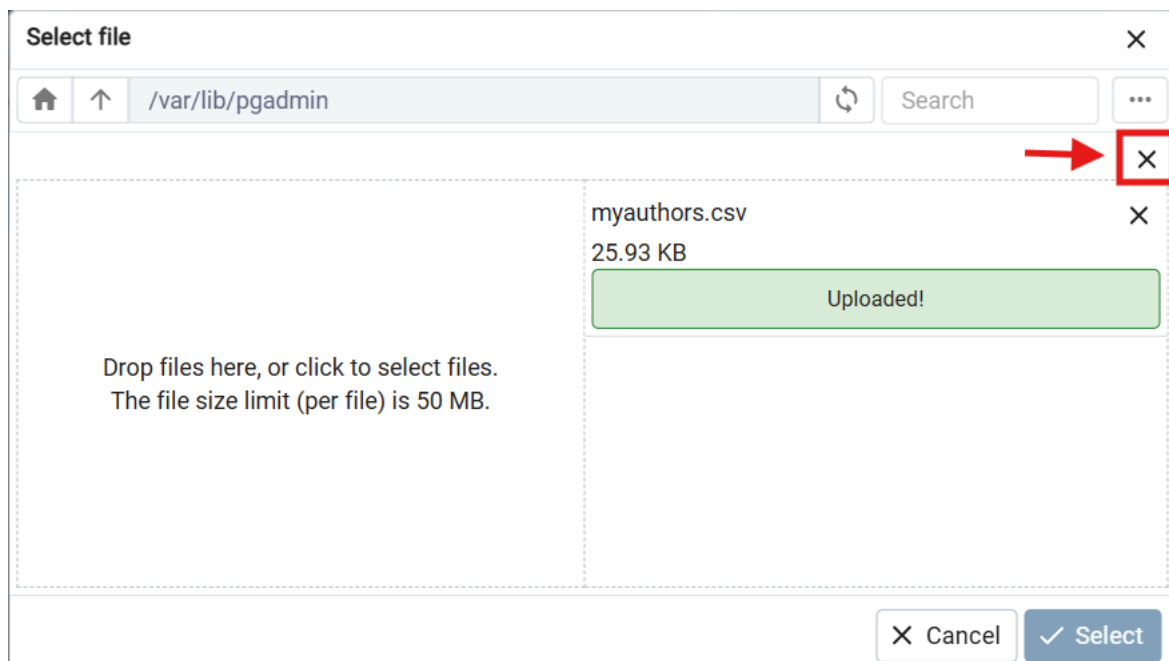 Select file
/var/lib/pgadmin
Search
myauthors.csv
25.93 KB
Uploaded!
Drop files here, or click to select files.
The file size limit (per file) is 50 MB.
Cancel
Select